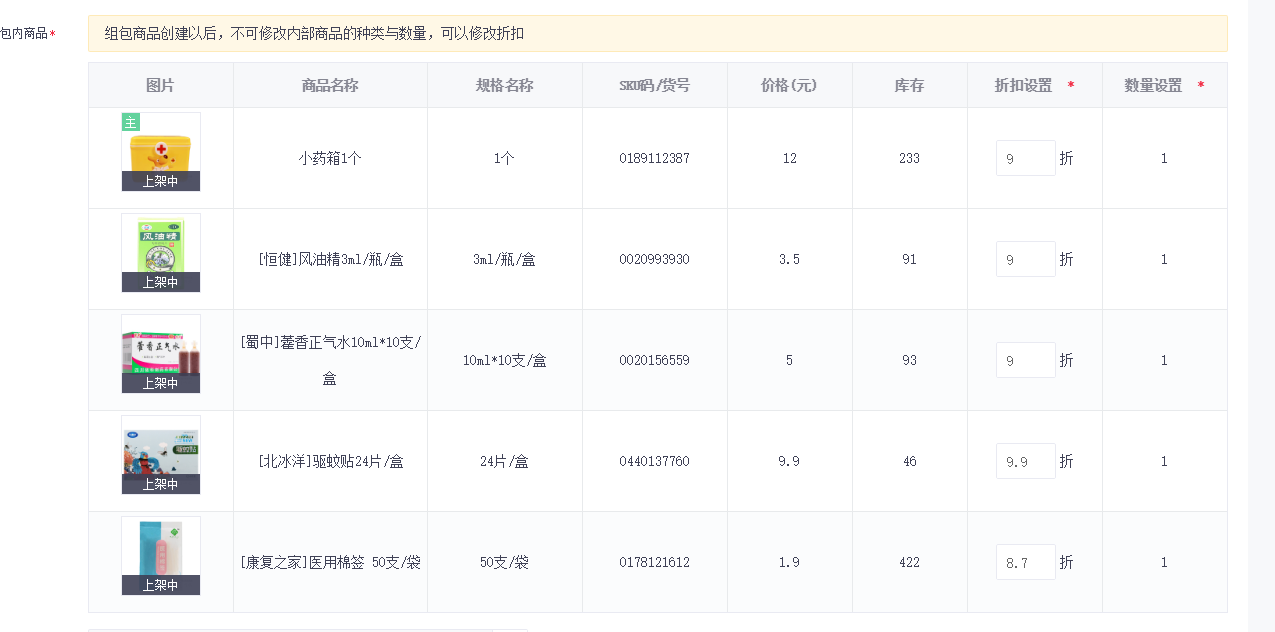 包内商品*
组包商品创建以后，不可修改内部商品的种类与数量，可以修改折扣
图片 商品名称 规格名称 SKU码/货号 价格(元) 库存 折扣设置 * 数量设置 *
主
上架中
小药箱1个 1个 0189112387 12 233 9 折 1
风油精
上架中
[恒健]风油精3ml/瓶/盒 3ml/瓶/盒 0020993930 3.5 91 9 折 1
藿香正气水
上架中
[蜀中]藿香正气水10ml*10支/
盒
10ml*10支/盒 0020156559 5 93 9 折 1
驱蚊贴
上架中
[北冰洋]驱蚊贴24片/盒 24片/盒 0440137760 9.9 46 9.9 折 1
上架中
[康复之家]医用棉签 50支/袋 50支/袋 0178121612 1.9 422 8.7 折 1